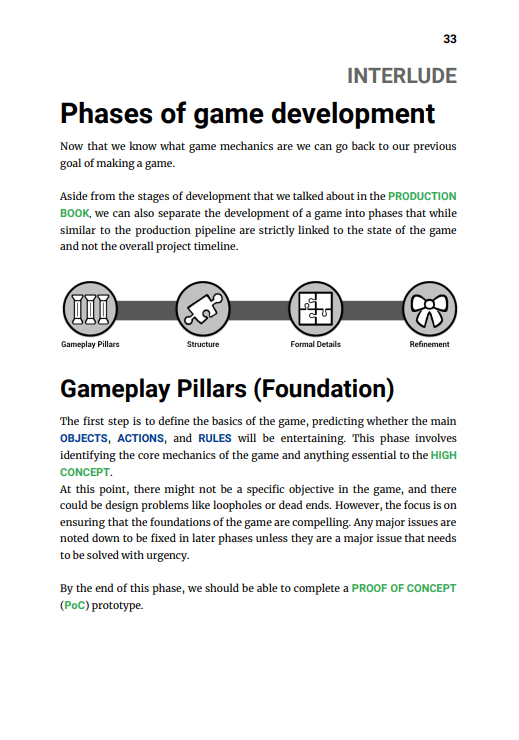 33
INTERLUDE
Phases of game development
Now that we know what game mechanics are we can go back to our previous
goal of making a game.
Aside from the stages of development that we talked about in the PRODUCTION
BOOK, we can also separate the development of a game into phases that while
similar to the production pipeline are strictly linked to the state of the game
and not the overall project timeline.
Gameplay Pillars
Structure
Formal Details
Refinement
Gameplay Pillars (Foundation)
The first step is to define the basics of the game, predicting whether the main
OBJECTS, ACTIONS, and RULES will be entertaining. This phase involves
identifying the core mechanics of the game and anything essential to the HIGH
CONCEPT.
At this point, there might not be a specific objective in the game, and there
could be design problems like loopholes or dead ends. However, the focus is on
ensuring that the foundations of the game are compelling. Any major issues are
noted down to be fixed in later phases unless they are a major issue that needs
to be solved with urgency.
By the end of this phase, we should be able to complete a PROOF OF CONCEPT
(PoC) prototype.